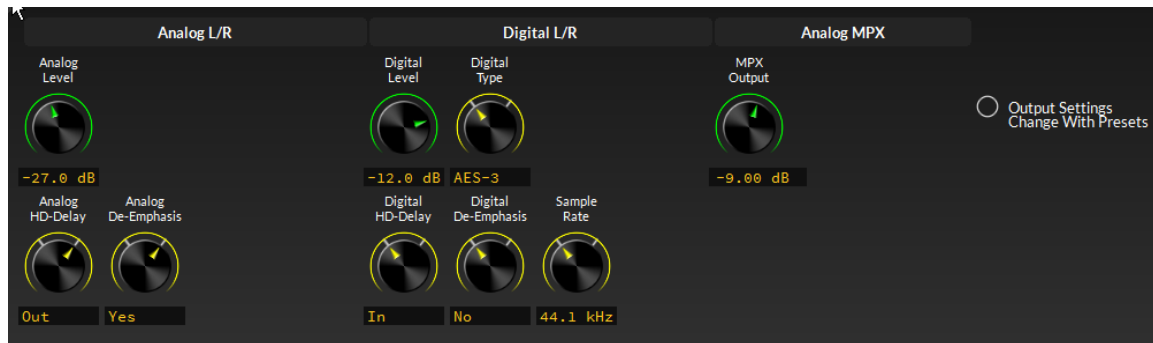 Analog L/R
Digital L/R
Analog MPX
Analog
Level
Digital
Level
Digital
Type
MPX
Output
Output Settings
Change With Presets
-27.0 dB
-12.0 dB
AES-3
-9.00 dB
Analog
HD-Delay
Analog
De-Emphasis
Digital
HD-Delay
Digital
De-Emphasis
Sample
Rate
Out
Yes
In
No
44.1 kHz